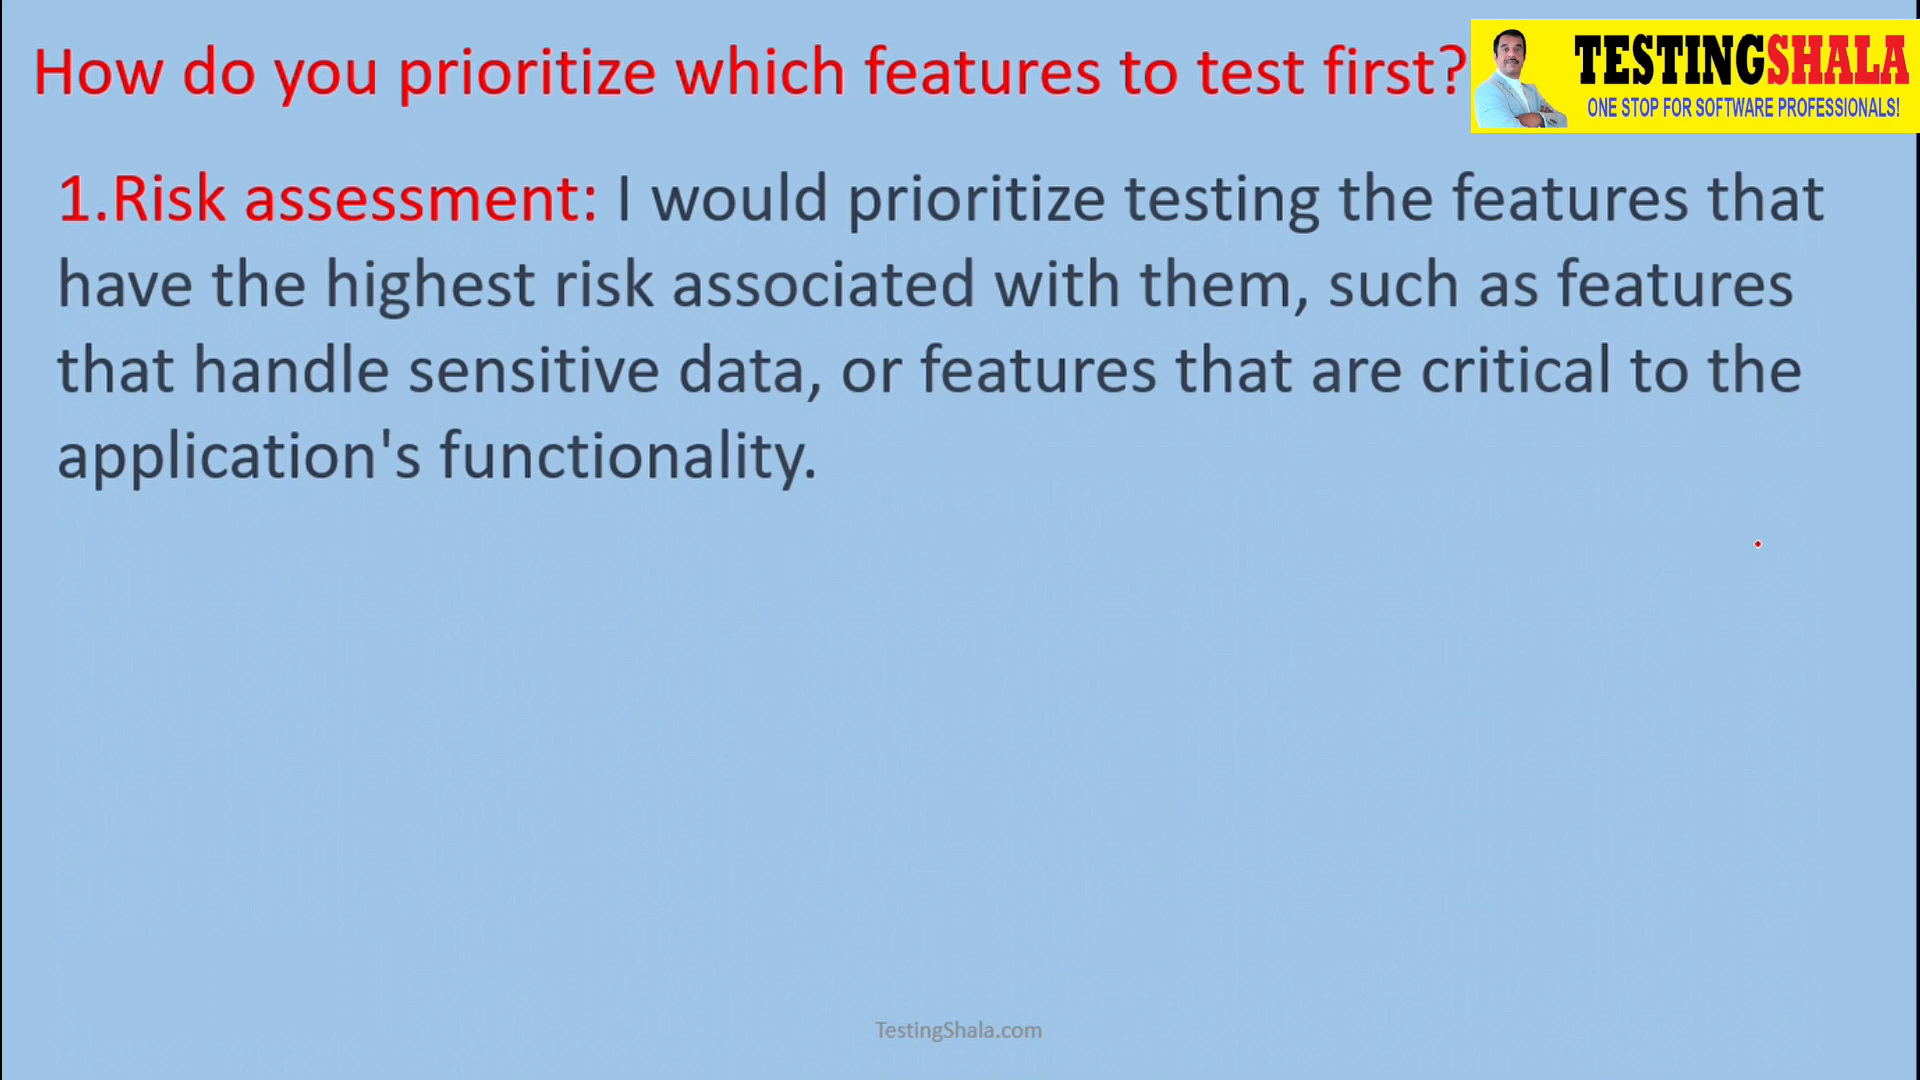 How do you prioritize which features to test first?
TESTINGSHALA
ONE STOP FOR SOFTWARE PROFESSIONALS!
1.Risk assessment: I would prioritize testing the features that
have the highest risk associated with them, such as features
that handle sensitive data, or features that are critical to the
application's functionality.
TestingShala.com